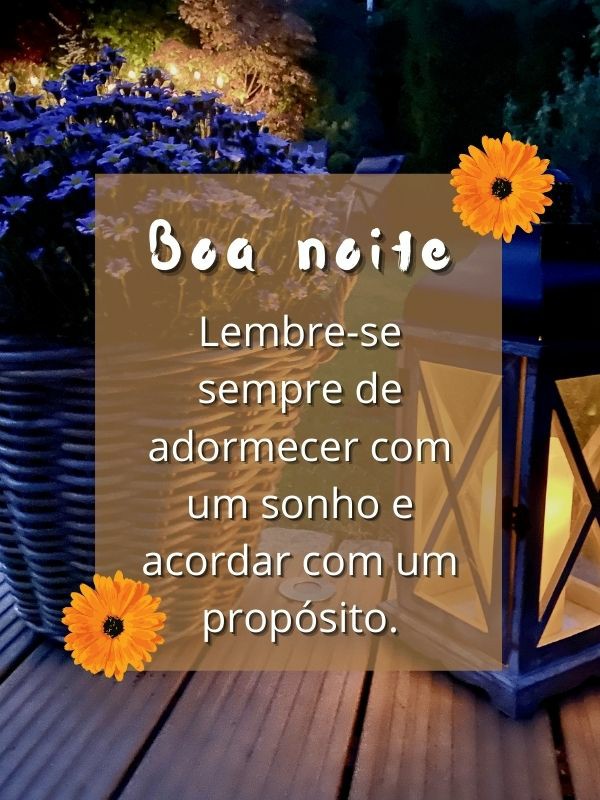 Boa noite
Lembre-se
sempre de
adormecer com
um sonho e
acordar com um
propósito.